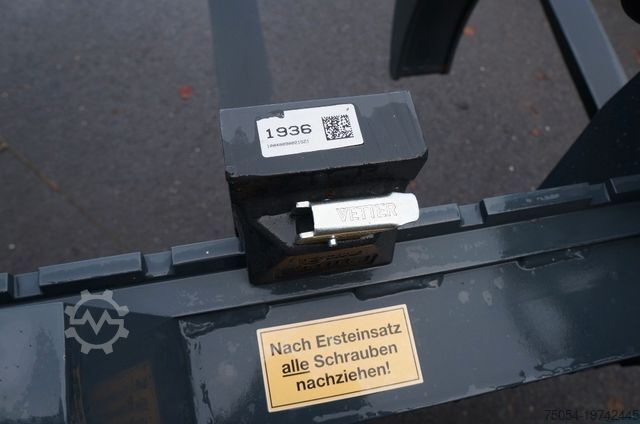 1936
VETTER
Nach Ersteinsatz
alle Schrauben
nachziehen!
75054-19742445